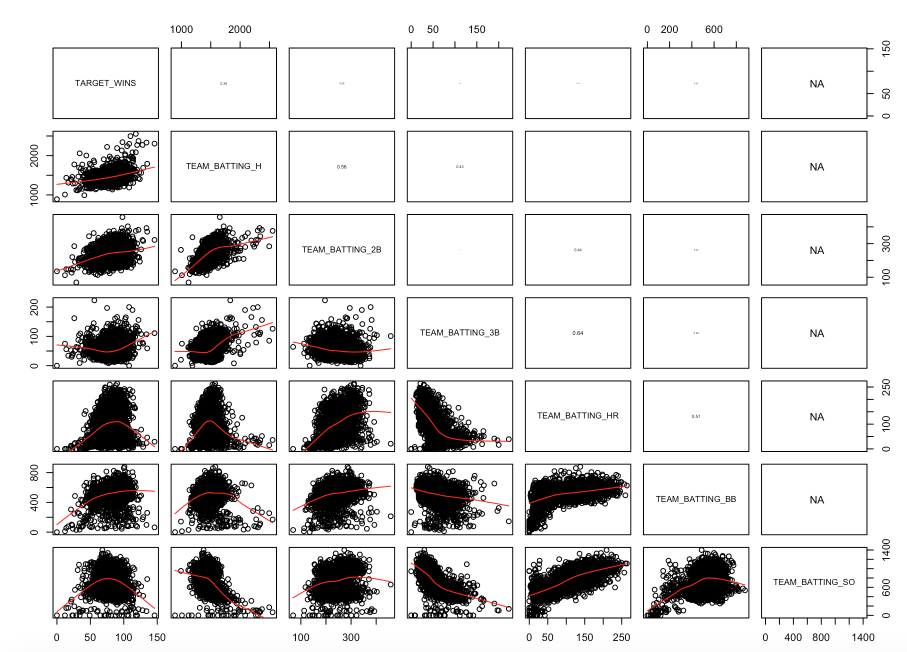 1000 2000 0 50 150 0 200 600
TARGET_WINS NA
0 50 150
TEAM_BATTING_H 0.56 0.43 NA
1000 2000
TEAM_BATTING_2B NA
100 300
TEAM_BATTING_3B 0.64 NA
0 100 200
TEAM_BATTING_HR 0.51 NA
0 100 250
TEAM_BATTING_BB NA
0 400 800
TEAM_BATTING_SO
0 600 1000 1400
0 50 100 150 100 300 0 50 150 250 0 400 800 1400